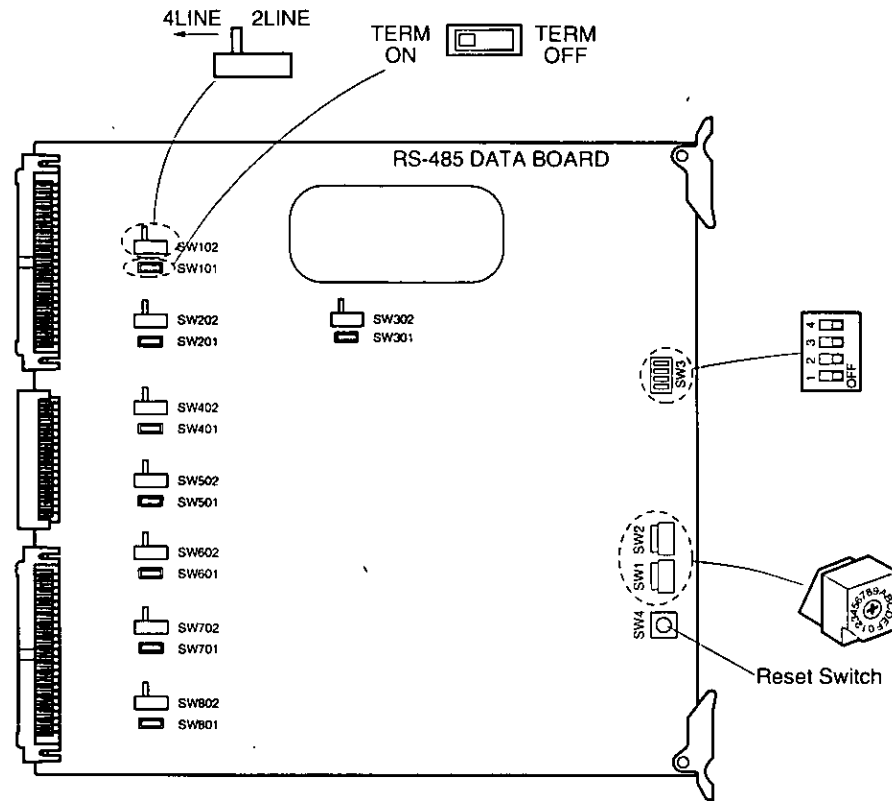 4LINE 2LINE
TERM ON
TERM OFF
RS-485 DATA BOARD
SW102
SW101
SW202
SW201
SW302
SW301
SW402
SW401
SW502
SW501
SW602
SW601
SW702
SW701
SW802
SW801
SW3
1 2 3 4
OFF
SW2
SW1
SW4
0123456789ABCDEF
Reset Switch